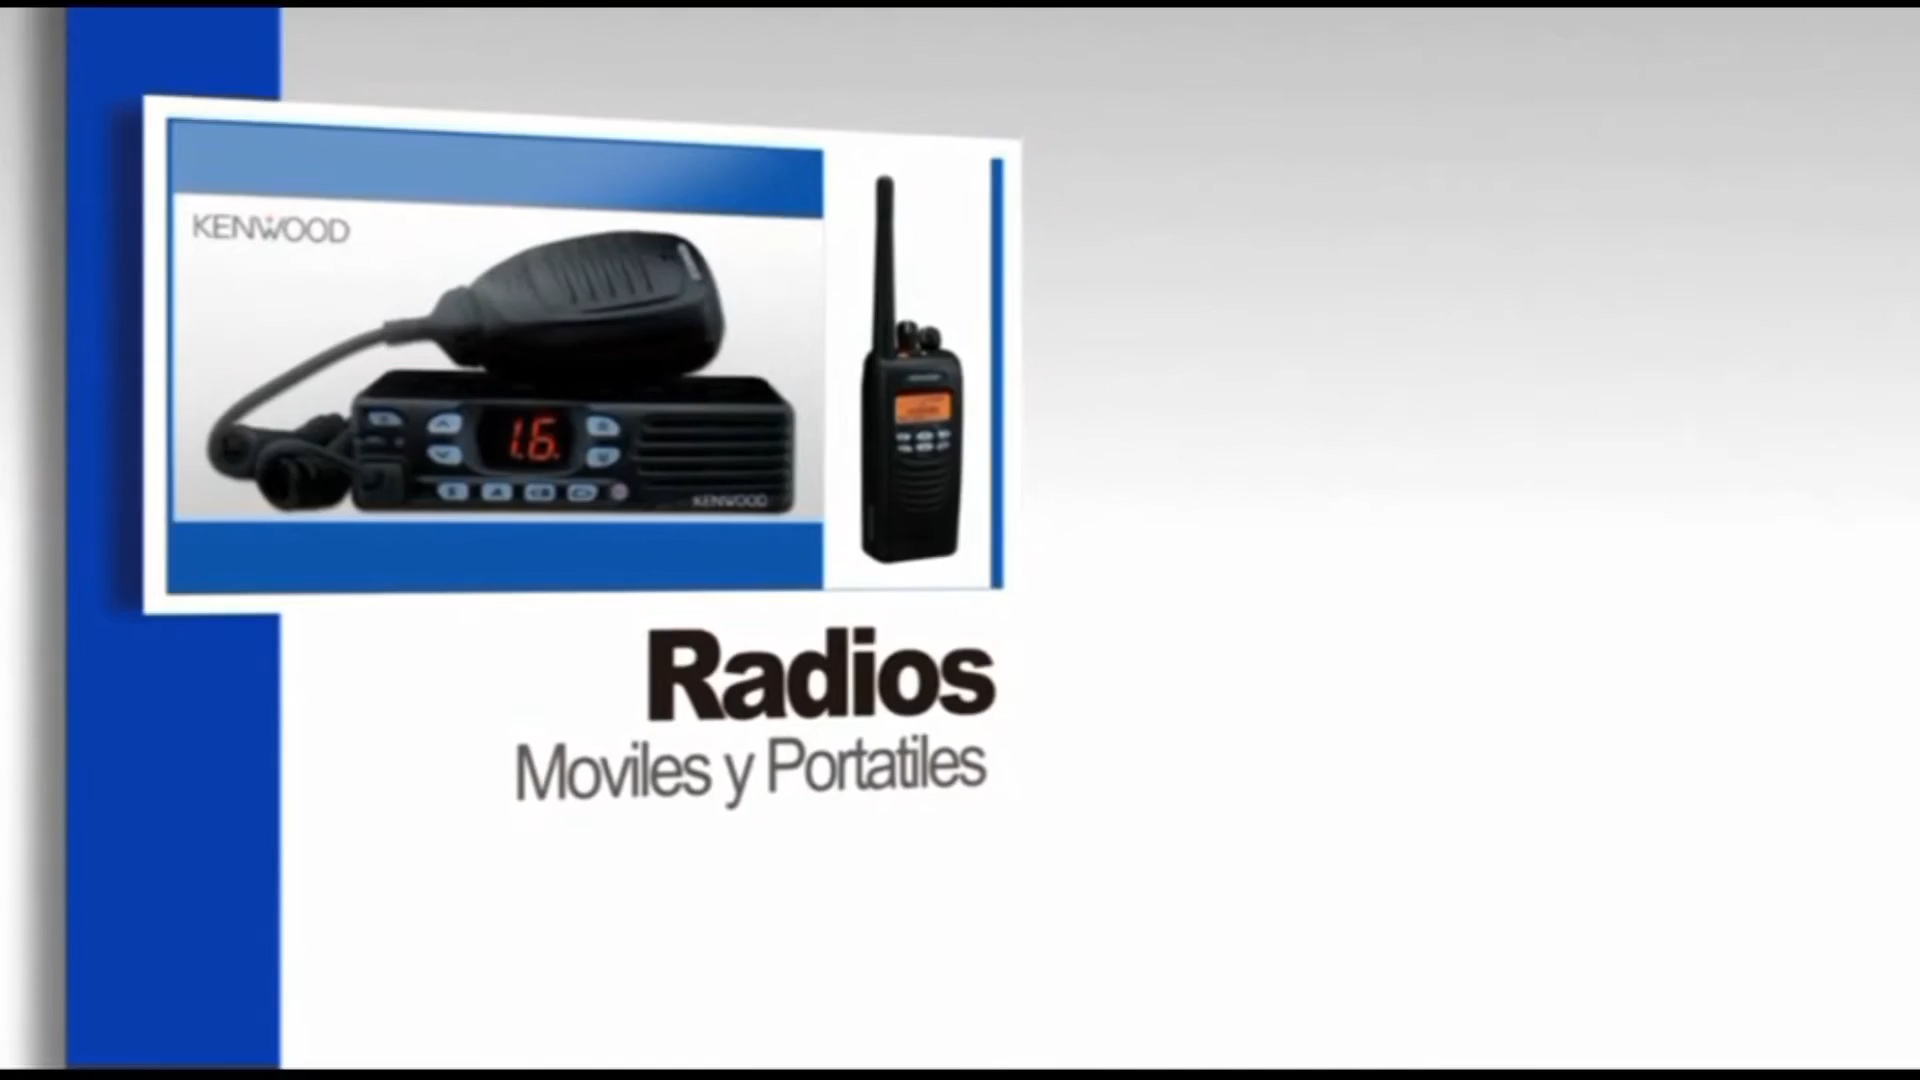 KENWOOD
1.6.
KENWOOD
Radios
Moviles y Portatiles